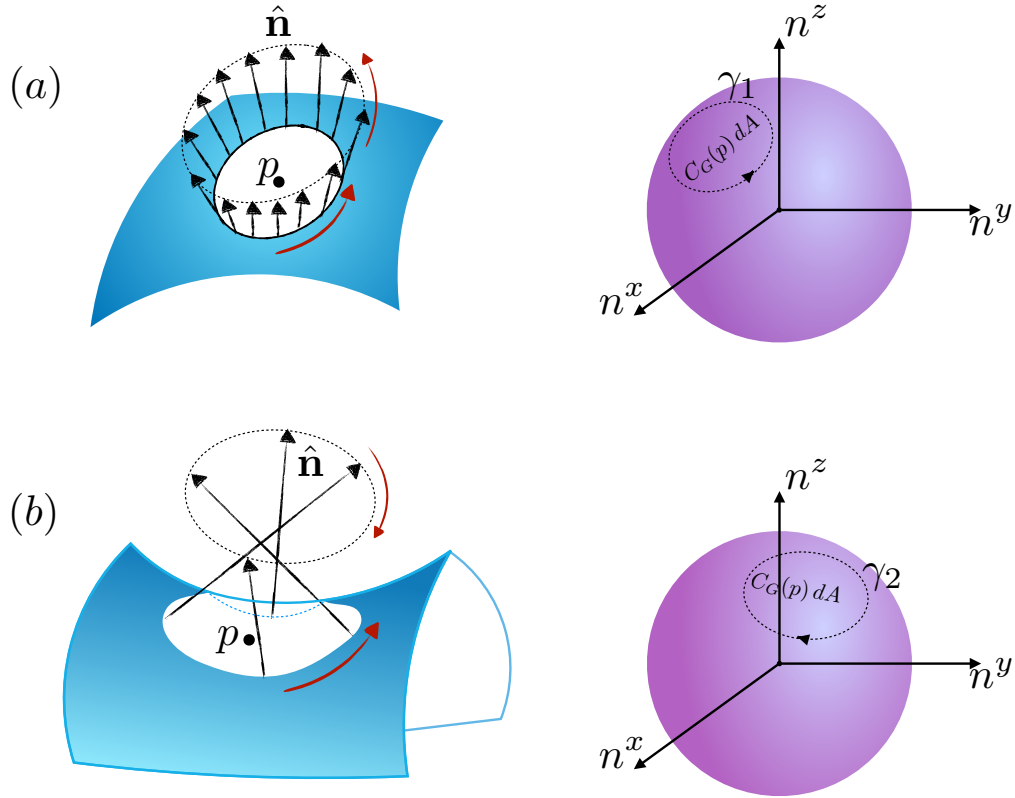 (a)
n̂
p
n^z
γ₁
C_G(p) dA
n^y
n^x
(b)
n̂
p
n^z
γ₂
C_G(p) dA
n^y
n^x